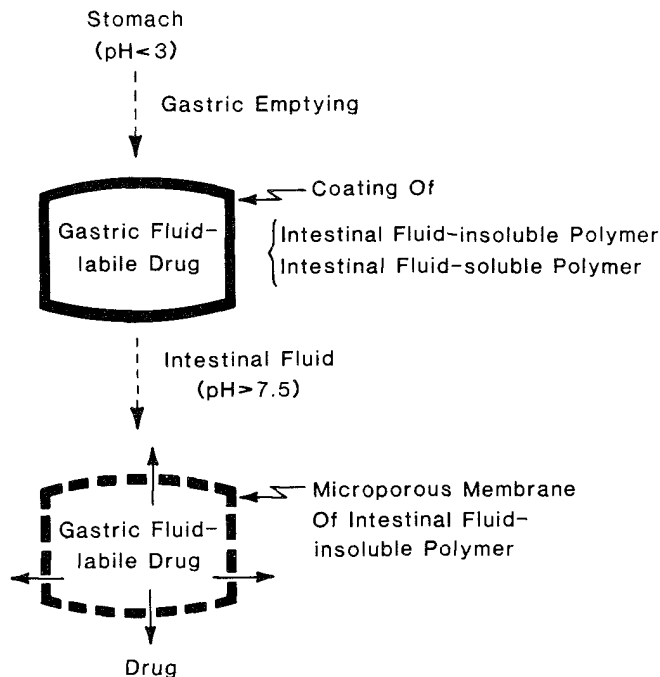 Stomach
(pH<3)
Gastric Emptying
Coating Of
Gastric Fluid-
labile Drug
Intestinal Fluid-insoluble Polymer
Intestinal Fluid-soluble Polymer
Intestinal Fluid
(pH>7.5)
Microporous Membrane
Of Intestinal Fluid-
insoluble Polymer
Gastric Fluid-
labile Drug
Drug